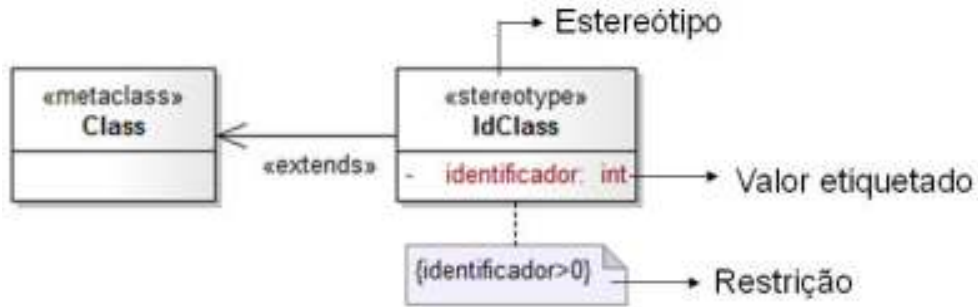 Estereótipo
«metaclass»
Class
«stereotype»
IdClass
«extends»
- identificador: int
Valor etiquetado
{identificador>0}
Restrição